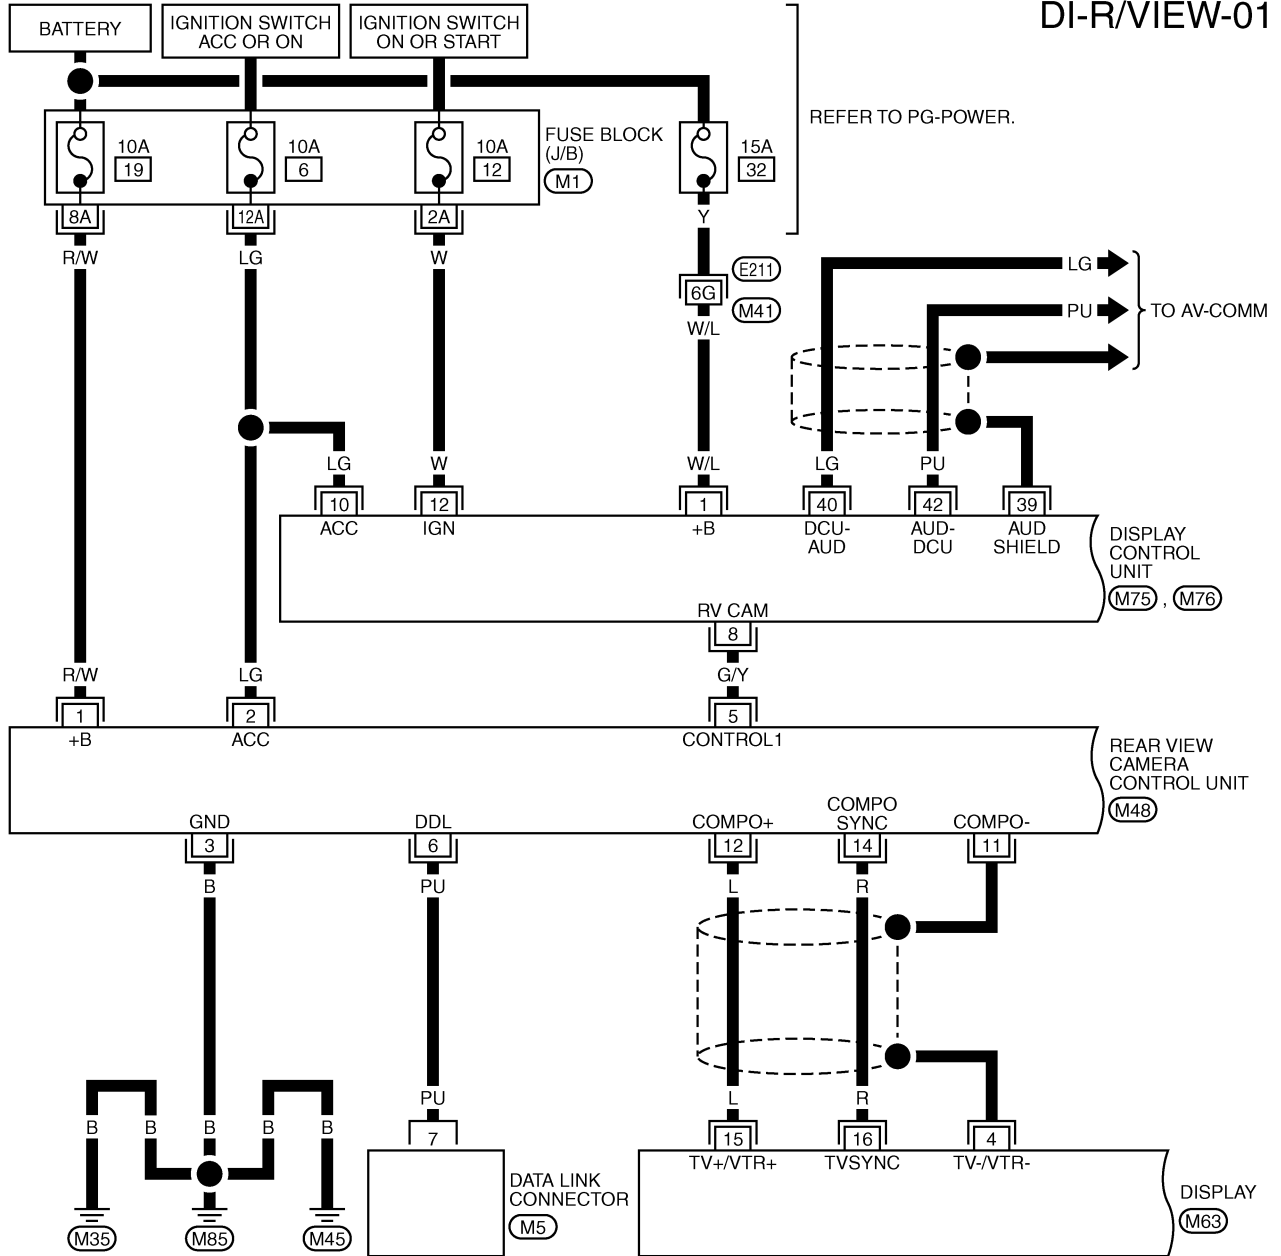 DI-R/VIEW-01
BATTERY
IGNITION SWITCH
ACC OR ON
IGNITION SWITCH
ON OR START
REFER TO PG-POWER.
10A
19
10A
6
10A
12
FUSE BLOCK
(J/B)
M1
15A
32
8A
12A
2A
Y
R/W
LG
W
E211
6G
M41
W/L
LG
PU
TO AV-COMM
LG
W
W/L
LG
PU
10
12
1
40
42
39
ACC
IGN
+B
DCU-
AUD
AUD-
DCU
AUD
SHIELD
DISPLAY
CONTROL
UNIT
M75 , M76
RV CAM
8
R/W
LG
G/Y
1
2
5
+B
ACC
CONTROL1
REAR VIEW
CAMERA
CONTROL UNIT
M48
GND
DDL
COMPO+
COMPO
SYNC
COMPO-
3
6
12
14
11
B
PU
L
R
PU
L
R
B
B
B
B
B
7
15
16
4
TV+/VTR+
TVSYNC
TV-/VTR-
DATA LINK
CONNECTOR
M5
DISPLAY
M63
M35
M85
M45